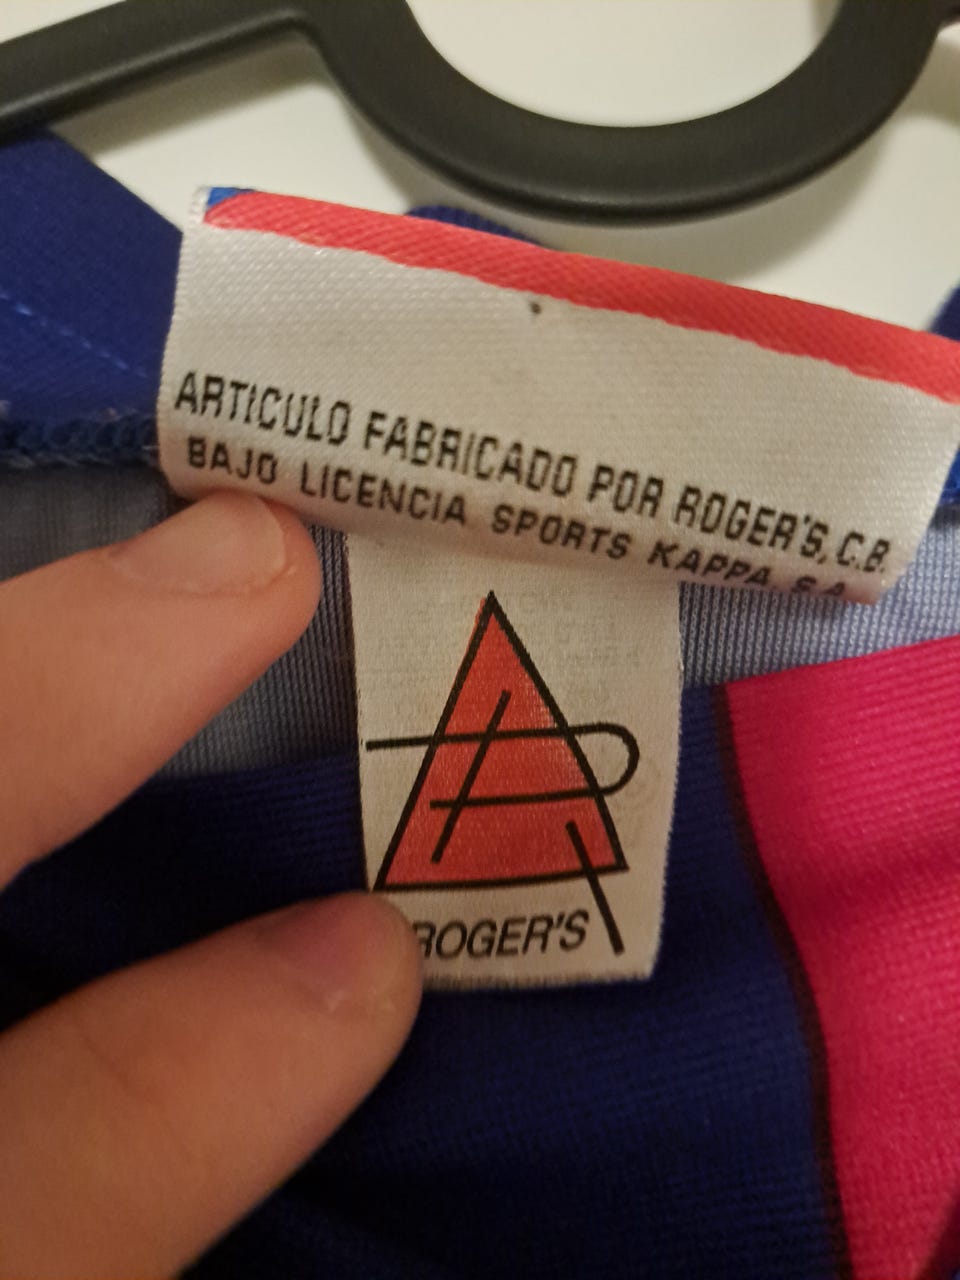 ARTICULO FABRICADO POR ROGER'S, C.B.
BAJO LICENCIA SPORTS KAPPA, S.A.
ROGER'S